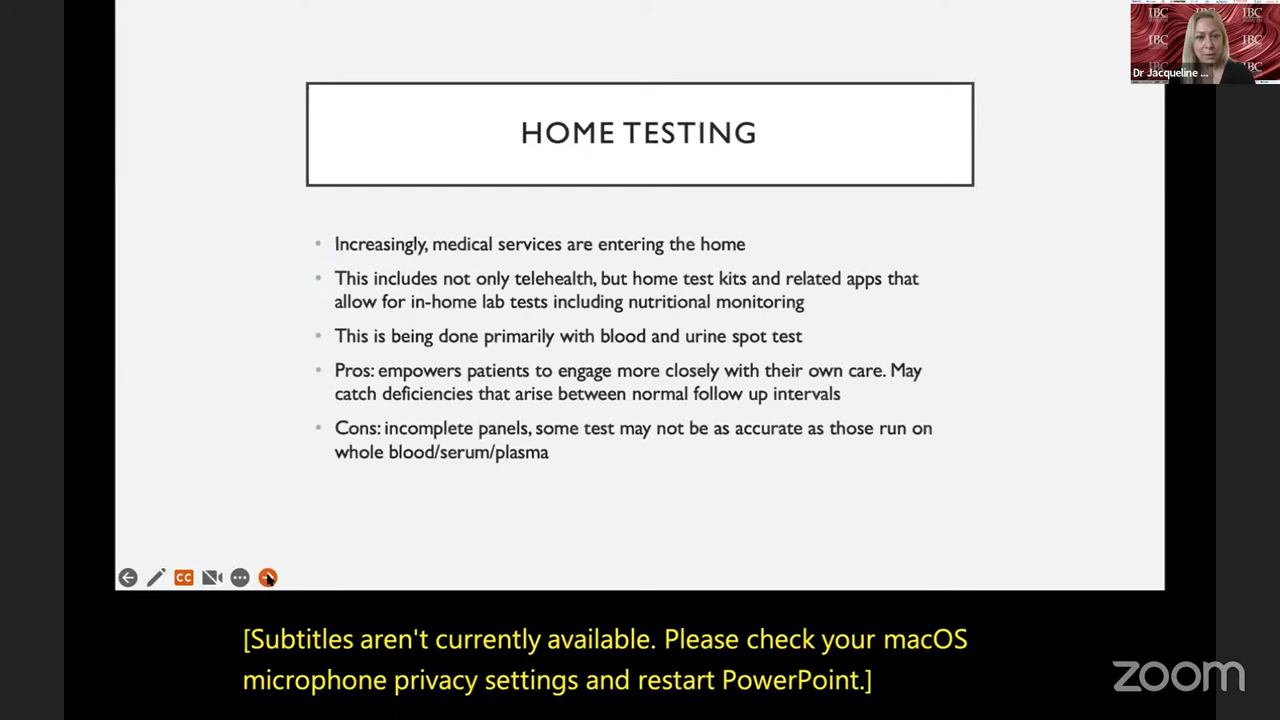 IBC
IBC
IBC
IBC
Dr Jacqueline ...
HOME TESTING
• Increasingly, medical services are entering the home
• This includes not only telehealth, but home test kits and related apps that
allow for in-home lab tests including nutritional monitoring
• This is being done primarily with blood and urine spot test
• Pros: empowers patients to engage more closely with their own care. May
catch deficiencies that arise between normal follow up intervals
• Cons: incomplete panels, some test may not be as accurate as those run on
whole blood/serum/plasma
CC
[Subtitles aren't currently available. Please check your macOS
microphone privacy settings and restart PowerPoint.]
zoom